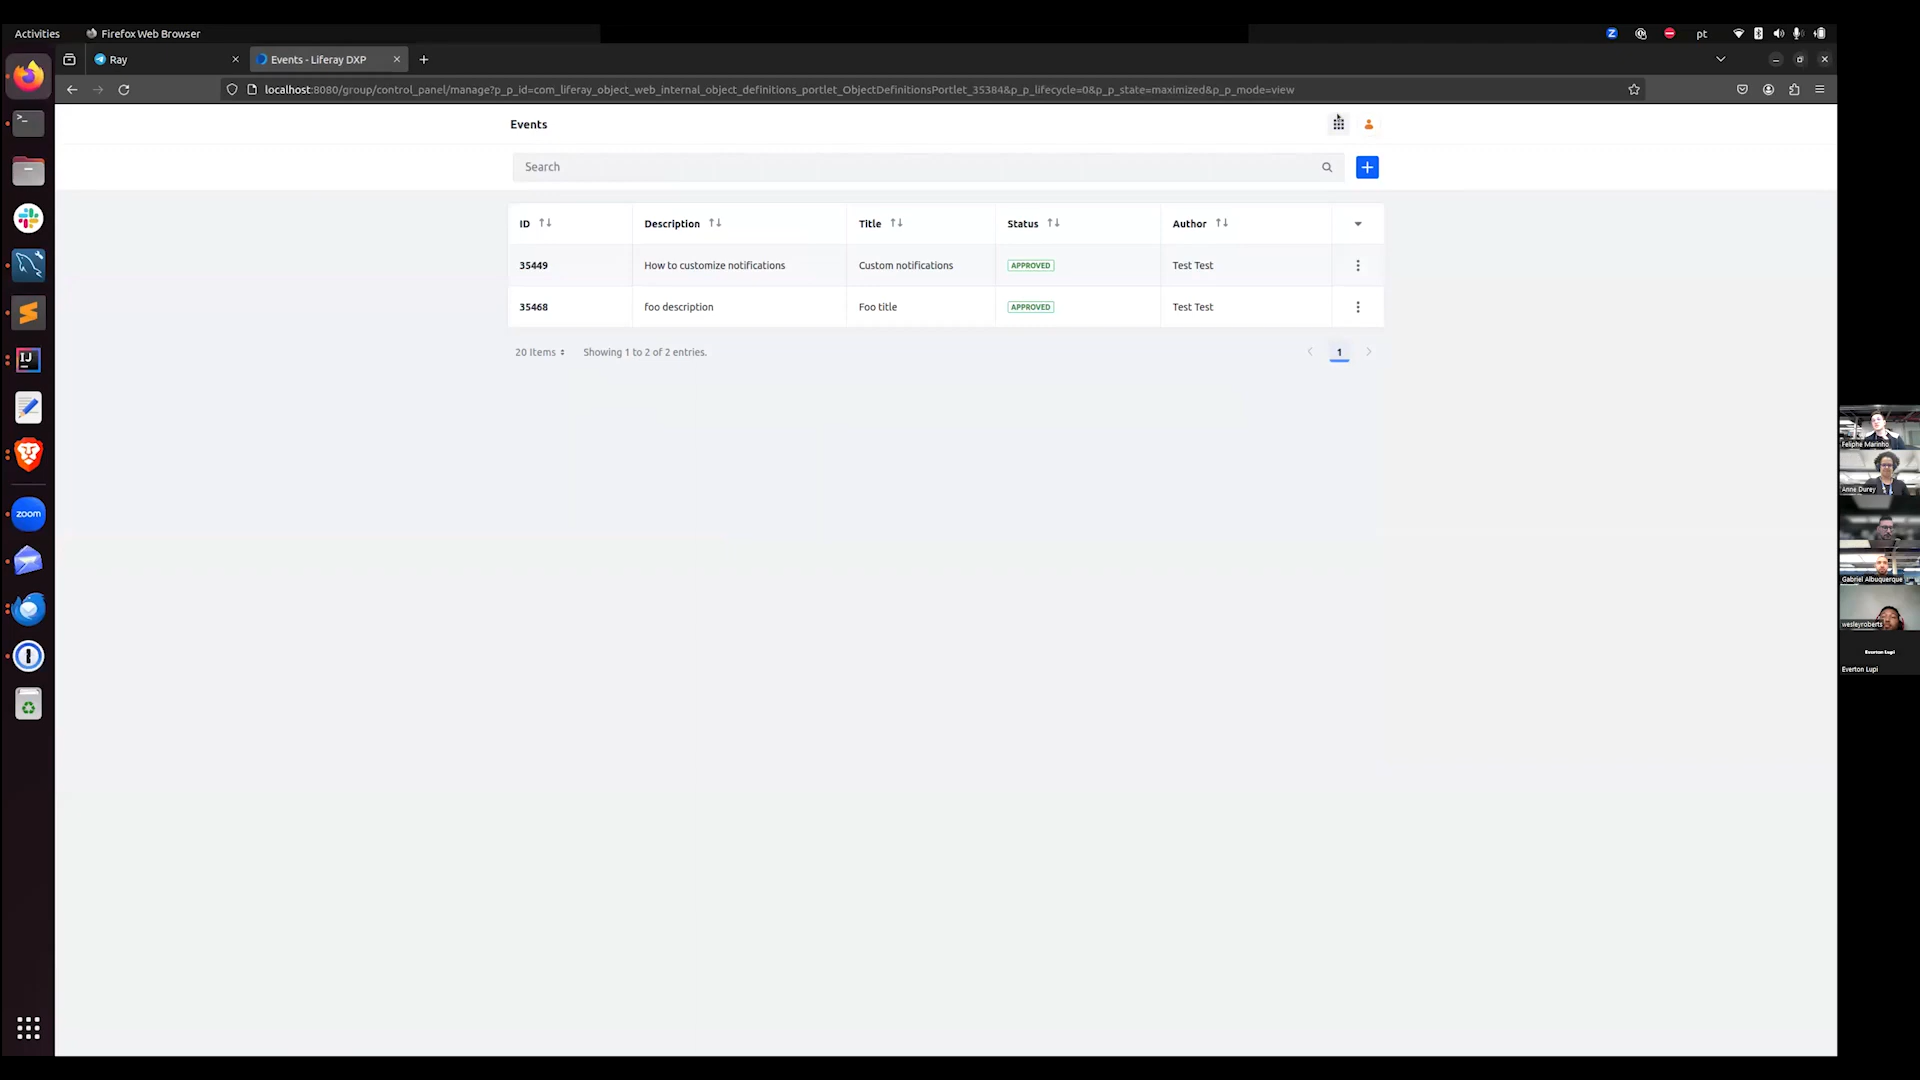 Activities Firefox Web Browser pt
Ray Events - Liferay DXP
localhost:8080/group/control_panel/manage?p_p_id=com_liferay_object_web_internal_object_definitions_portlet_ObjectDefinitionsPortlet_35384&p_p_lifecycle=0&p_p_state=maximized&p_p_mode=view
Events
Search
ID Description Title Status Author
35449 How to customize notifications Custom notifications APPROVED Test Test
35468 foo description Foo title APPROVED Test Test
20 Items Showing 1 to 2 of 2 entries. 1
zoom
Feliphe Marinho
Anne Durey
Gabriel Albuquerque
wesleyroberts
Everton Lupi
Everton Lupi